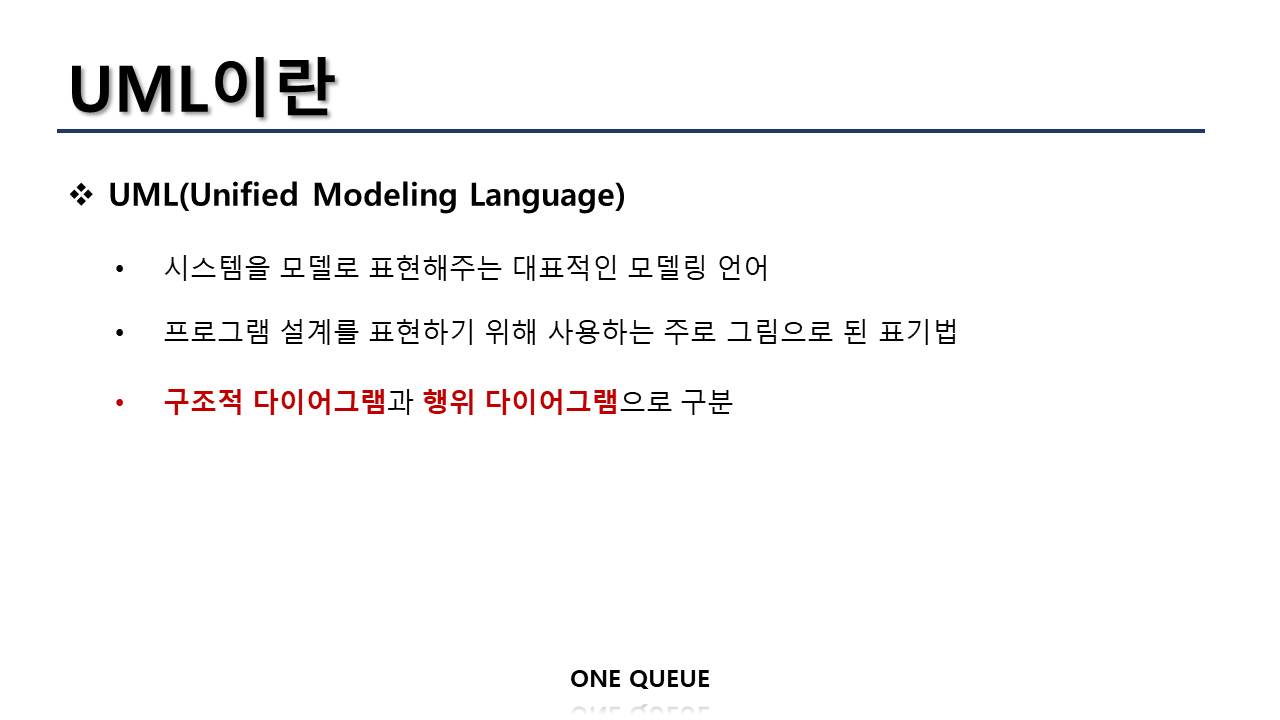 UML이란
❖ UML(Unified Modeling Language)
• 시스템을 모델로 표현해주는 대표적인 모델링 언어
• 프로그램 설계를 표현하기 위해 사용하는 주로 그림으로 된 표기법
• 구조적 다이어그램과 행위 다이어그램으로 구분
ONE QUEUE